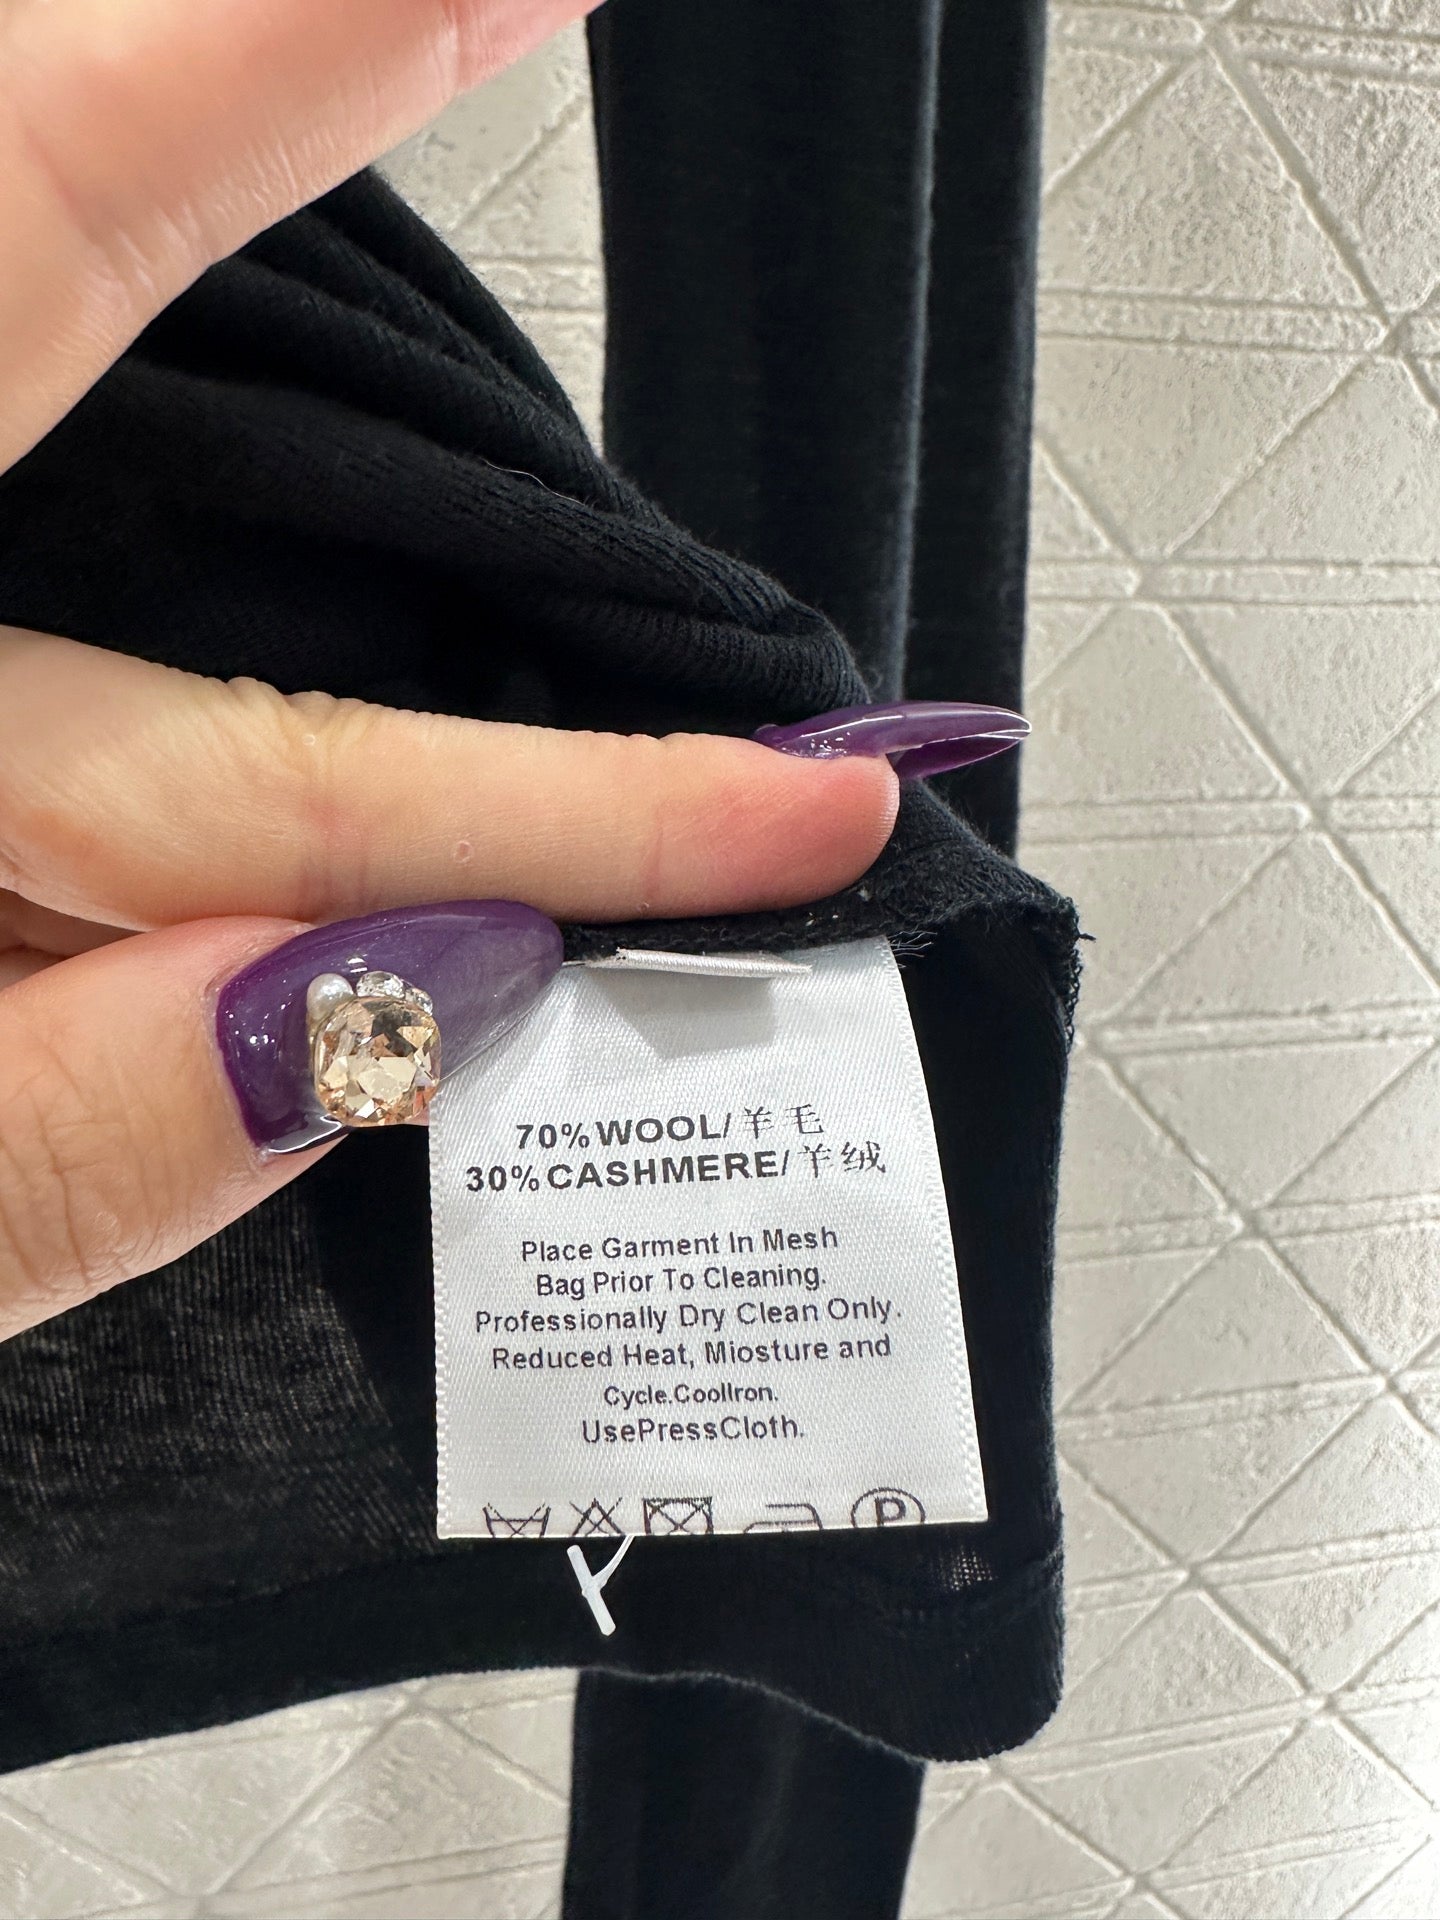 70%WOOL/羊毛
30%CASHMERE/羊绒
Place Garment In Mesh
Bag Prior To Cleaning.
Professionally Dry Clean Only.
Reduced Heat, Miosture and
Cycle.CoolIron.
UsePressCloth.
P